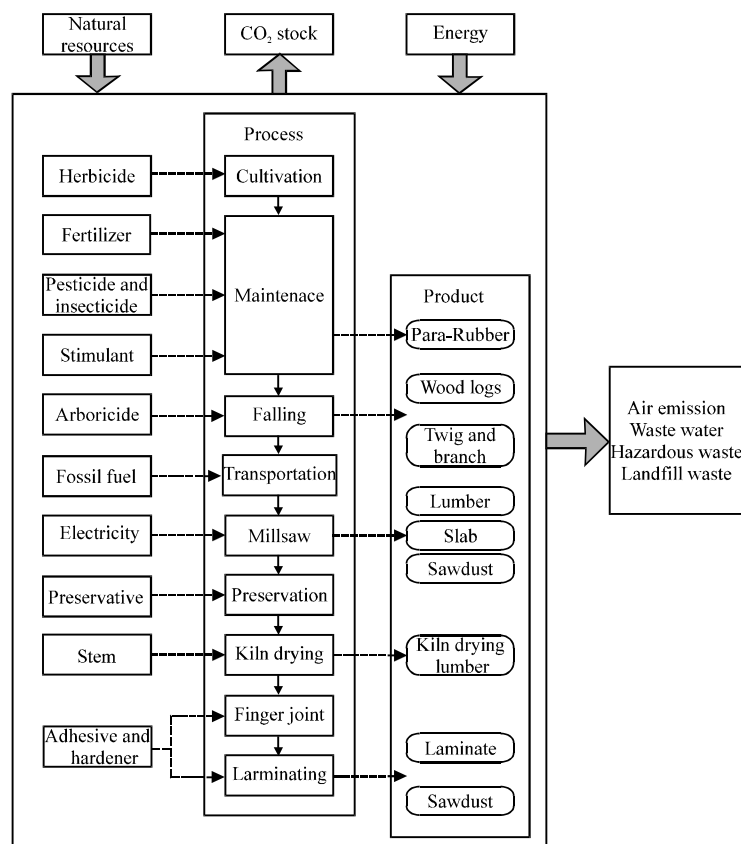 Natural
resources
CO₂ stock
Energy
Process
Herbicide
Cultivation
Fertilizer
Pesticide and
insecticide
Maintenace
Stimulant
Product
Para-Rubber
Wood logs
Arboricide
Falling
Twig and
branch
Air emission
Waste water
Hazardous waste
Landfill waste
Fossil fuel
Transportation
Lumber
Electricity
Millsaw
Slab
Sawdust
Preservative
Preservation
Stem
Kiln drying
Kiln drying
lumber
Adhesive and
hardener
Finger joint
Laminate
Larminating
Sawdust